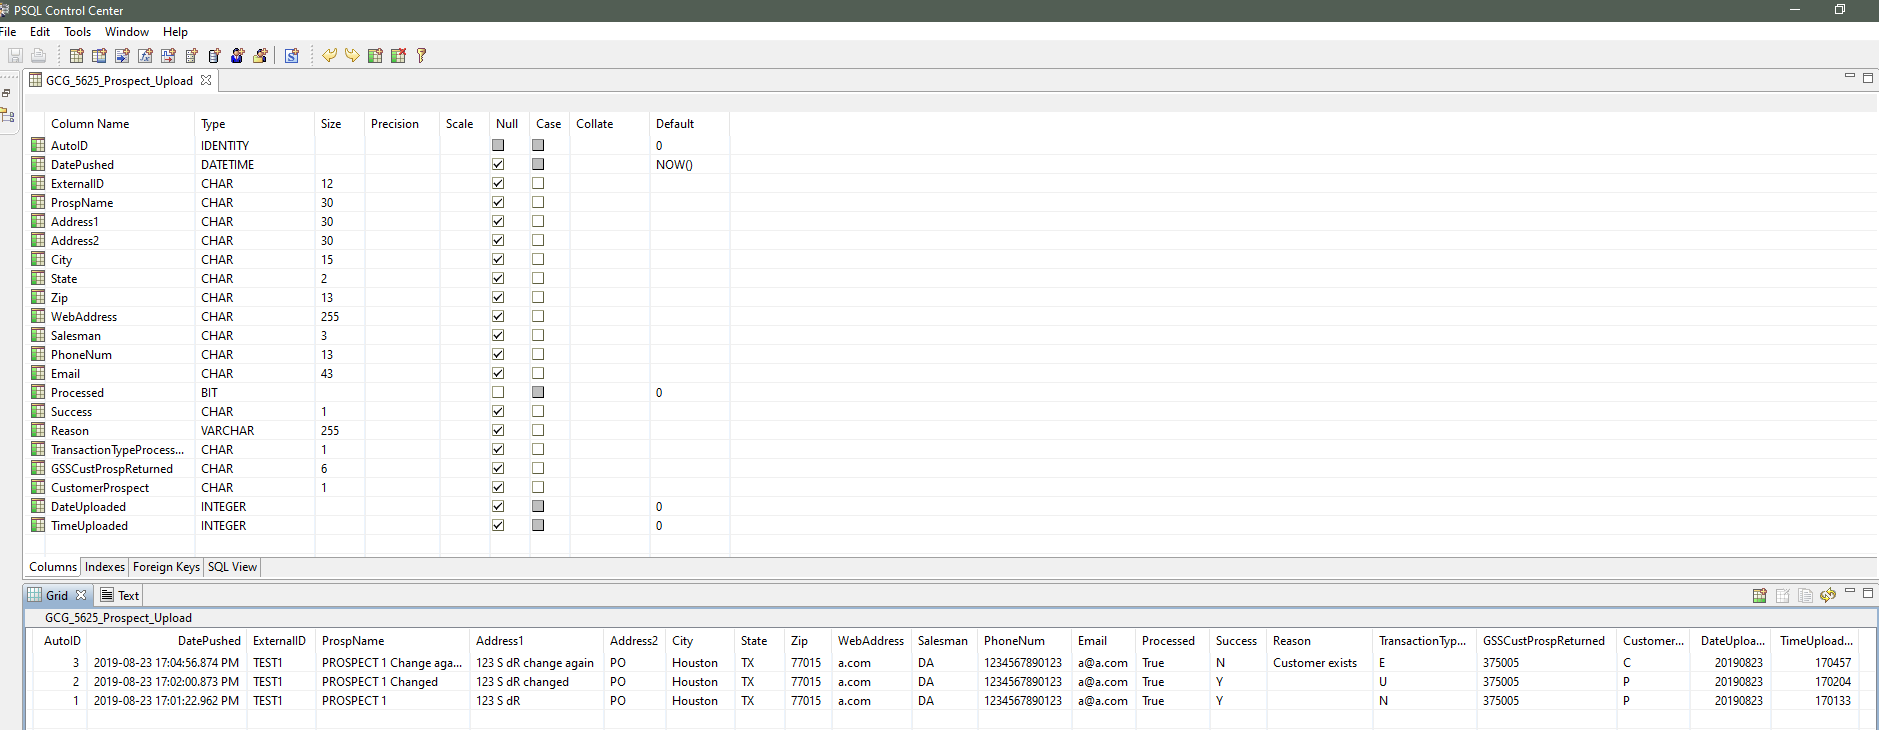 PSQL Control Center
File Edit Tools Window Help
GCG_5625_Prospect_Upload
Column Name Type Size Precision Scale Null Case Collate Default
AutoID IDENTITY 0
DatePushed DATETIME NOW()
ExternalID CHAR 12
ProspName CHAR 30
Address1 CHAR 30
Address2 CHAR 30
City CHAR 15
State CHAR 2
Zip CHAR 13
WebAddress CHAR 255
Salesman CHAR 3
PhoneNum CHAR 13
Email CHAR 43
Processed BIT 0
Success CHAR 1
Reason VARCHAR 255
TransactionTypeProcess... CHAR 1
GSSCustProspReturned CHAR 6
CustomerProspect CHAR 1
DateUploaded INTEGER 0
TimeUploaded INTEGER 0
Columns Indexes Foreign Keys SQL View
Grid Text
GCG_5625_Prospect_Upload
AutoID DatePushed ExternalID ProspName Address1 Address2 City State Zip WebAddress Salesman PhoneNum Email Processed Success Reason TransactionTyp... GSSCustProspReturned Customer... DateUploa... TimeUpload...
3 2019-08-23 17:04:56.874 PM TEST1 PROSPECT 1 Change aga... 123 S dR change again PO Houston TX 77015 a.com DA 1234567890123 a@a.com True N Customer exists E 375005 C 20190823 170457
2 2019-08-23 17:02:00.873 PM TEST1 PROSPECT 1 Changed 123 S dR changed PO Houston TX 77015 a.com DA 1234567890123 a@a.com True Y U 375005 P 20190823 170204
1 2019-08-23 17:01:22.962 PM TEST1 PROSPECT 1 123 S dR PO Houston TX 77015 a.com DA 1234567890123 a@a.com True Y N 375005 P 20190823 170133